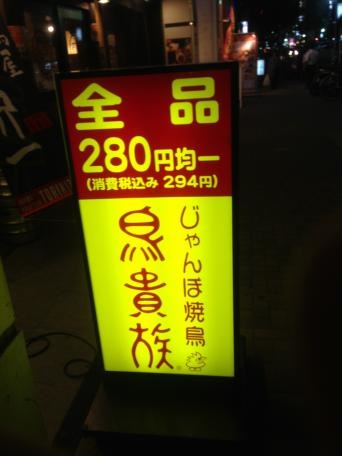 全品
280円均一
(消費税込み 294円)
じゃんぼ焼鳥
鳥貴族